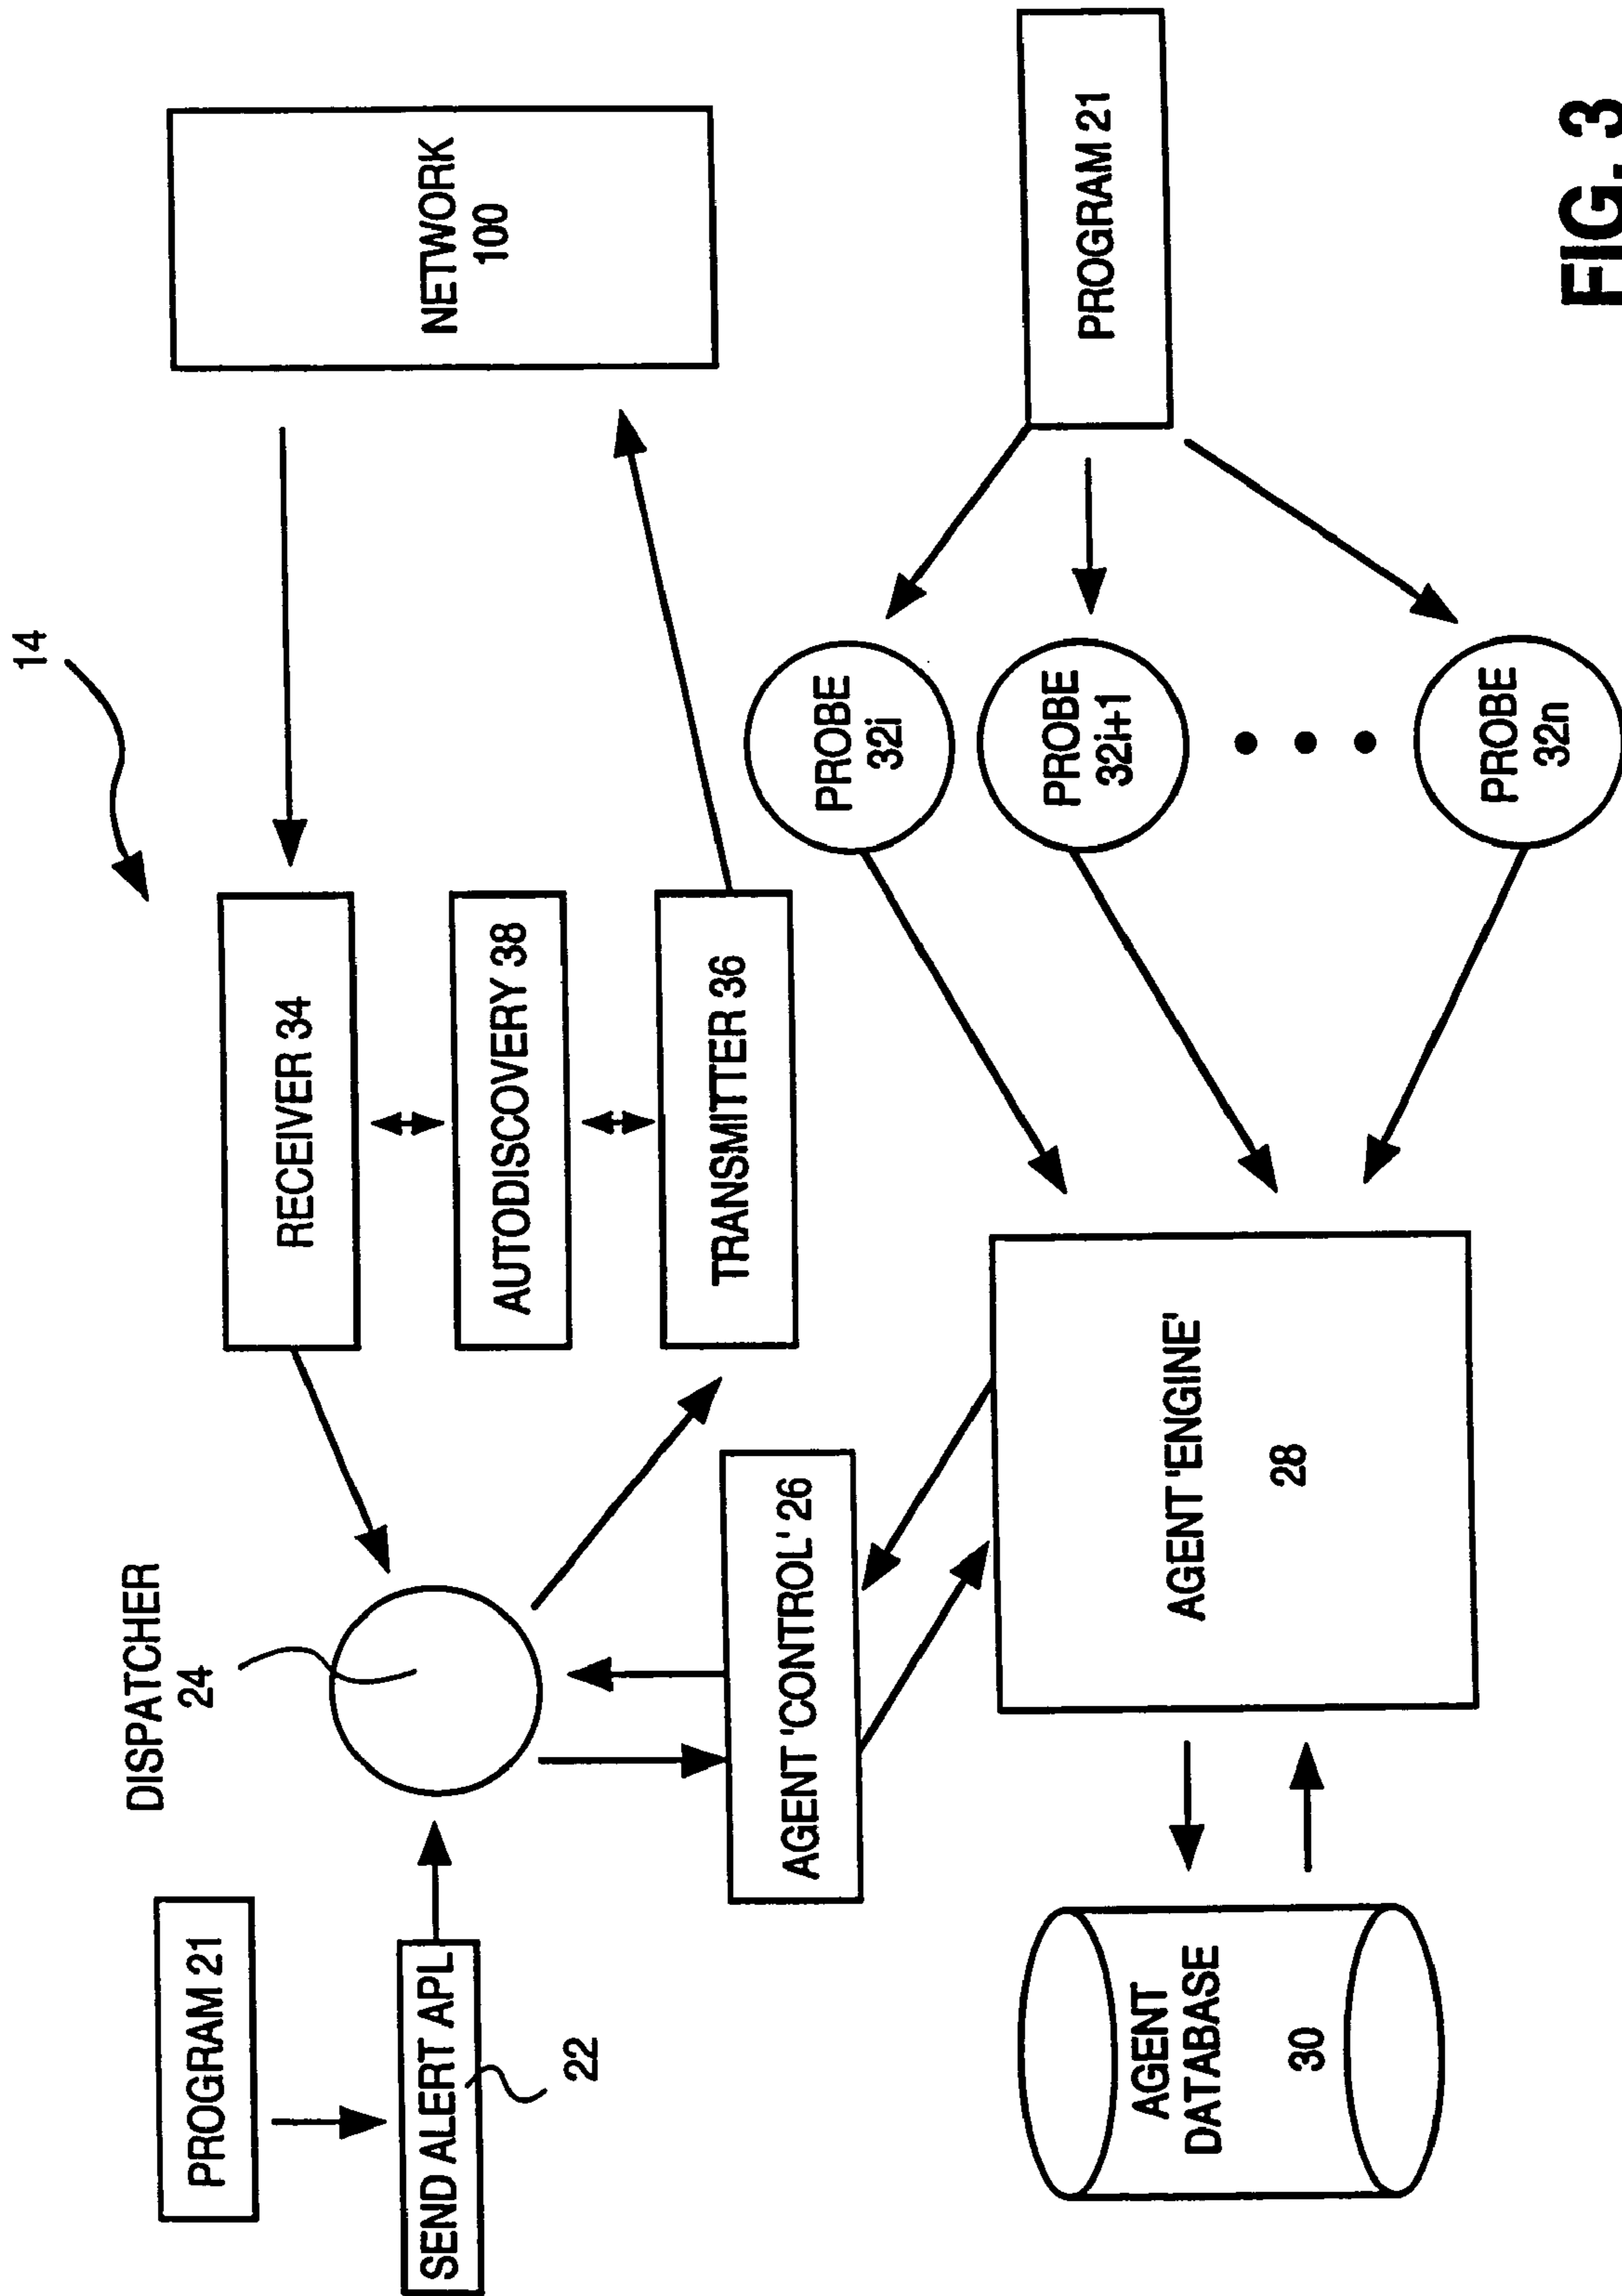 14
NETWORK
100
RECEIVER 34
AUTODISCOVERY 38
TRANSMITTER 36
DISPATCHER
24
PROGRAM 21
SEND ALERT APL
22
AGENT 'CONTROL' 26
AGENT 'ENGINE'
28
AGENT
DATABASE
30
PROBE
32i
PROBE
32i+1
PROBE
32n
PROGRAM 21
FIG. 3